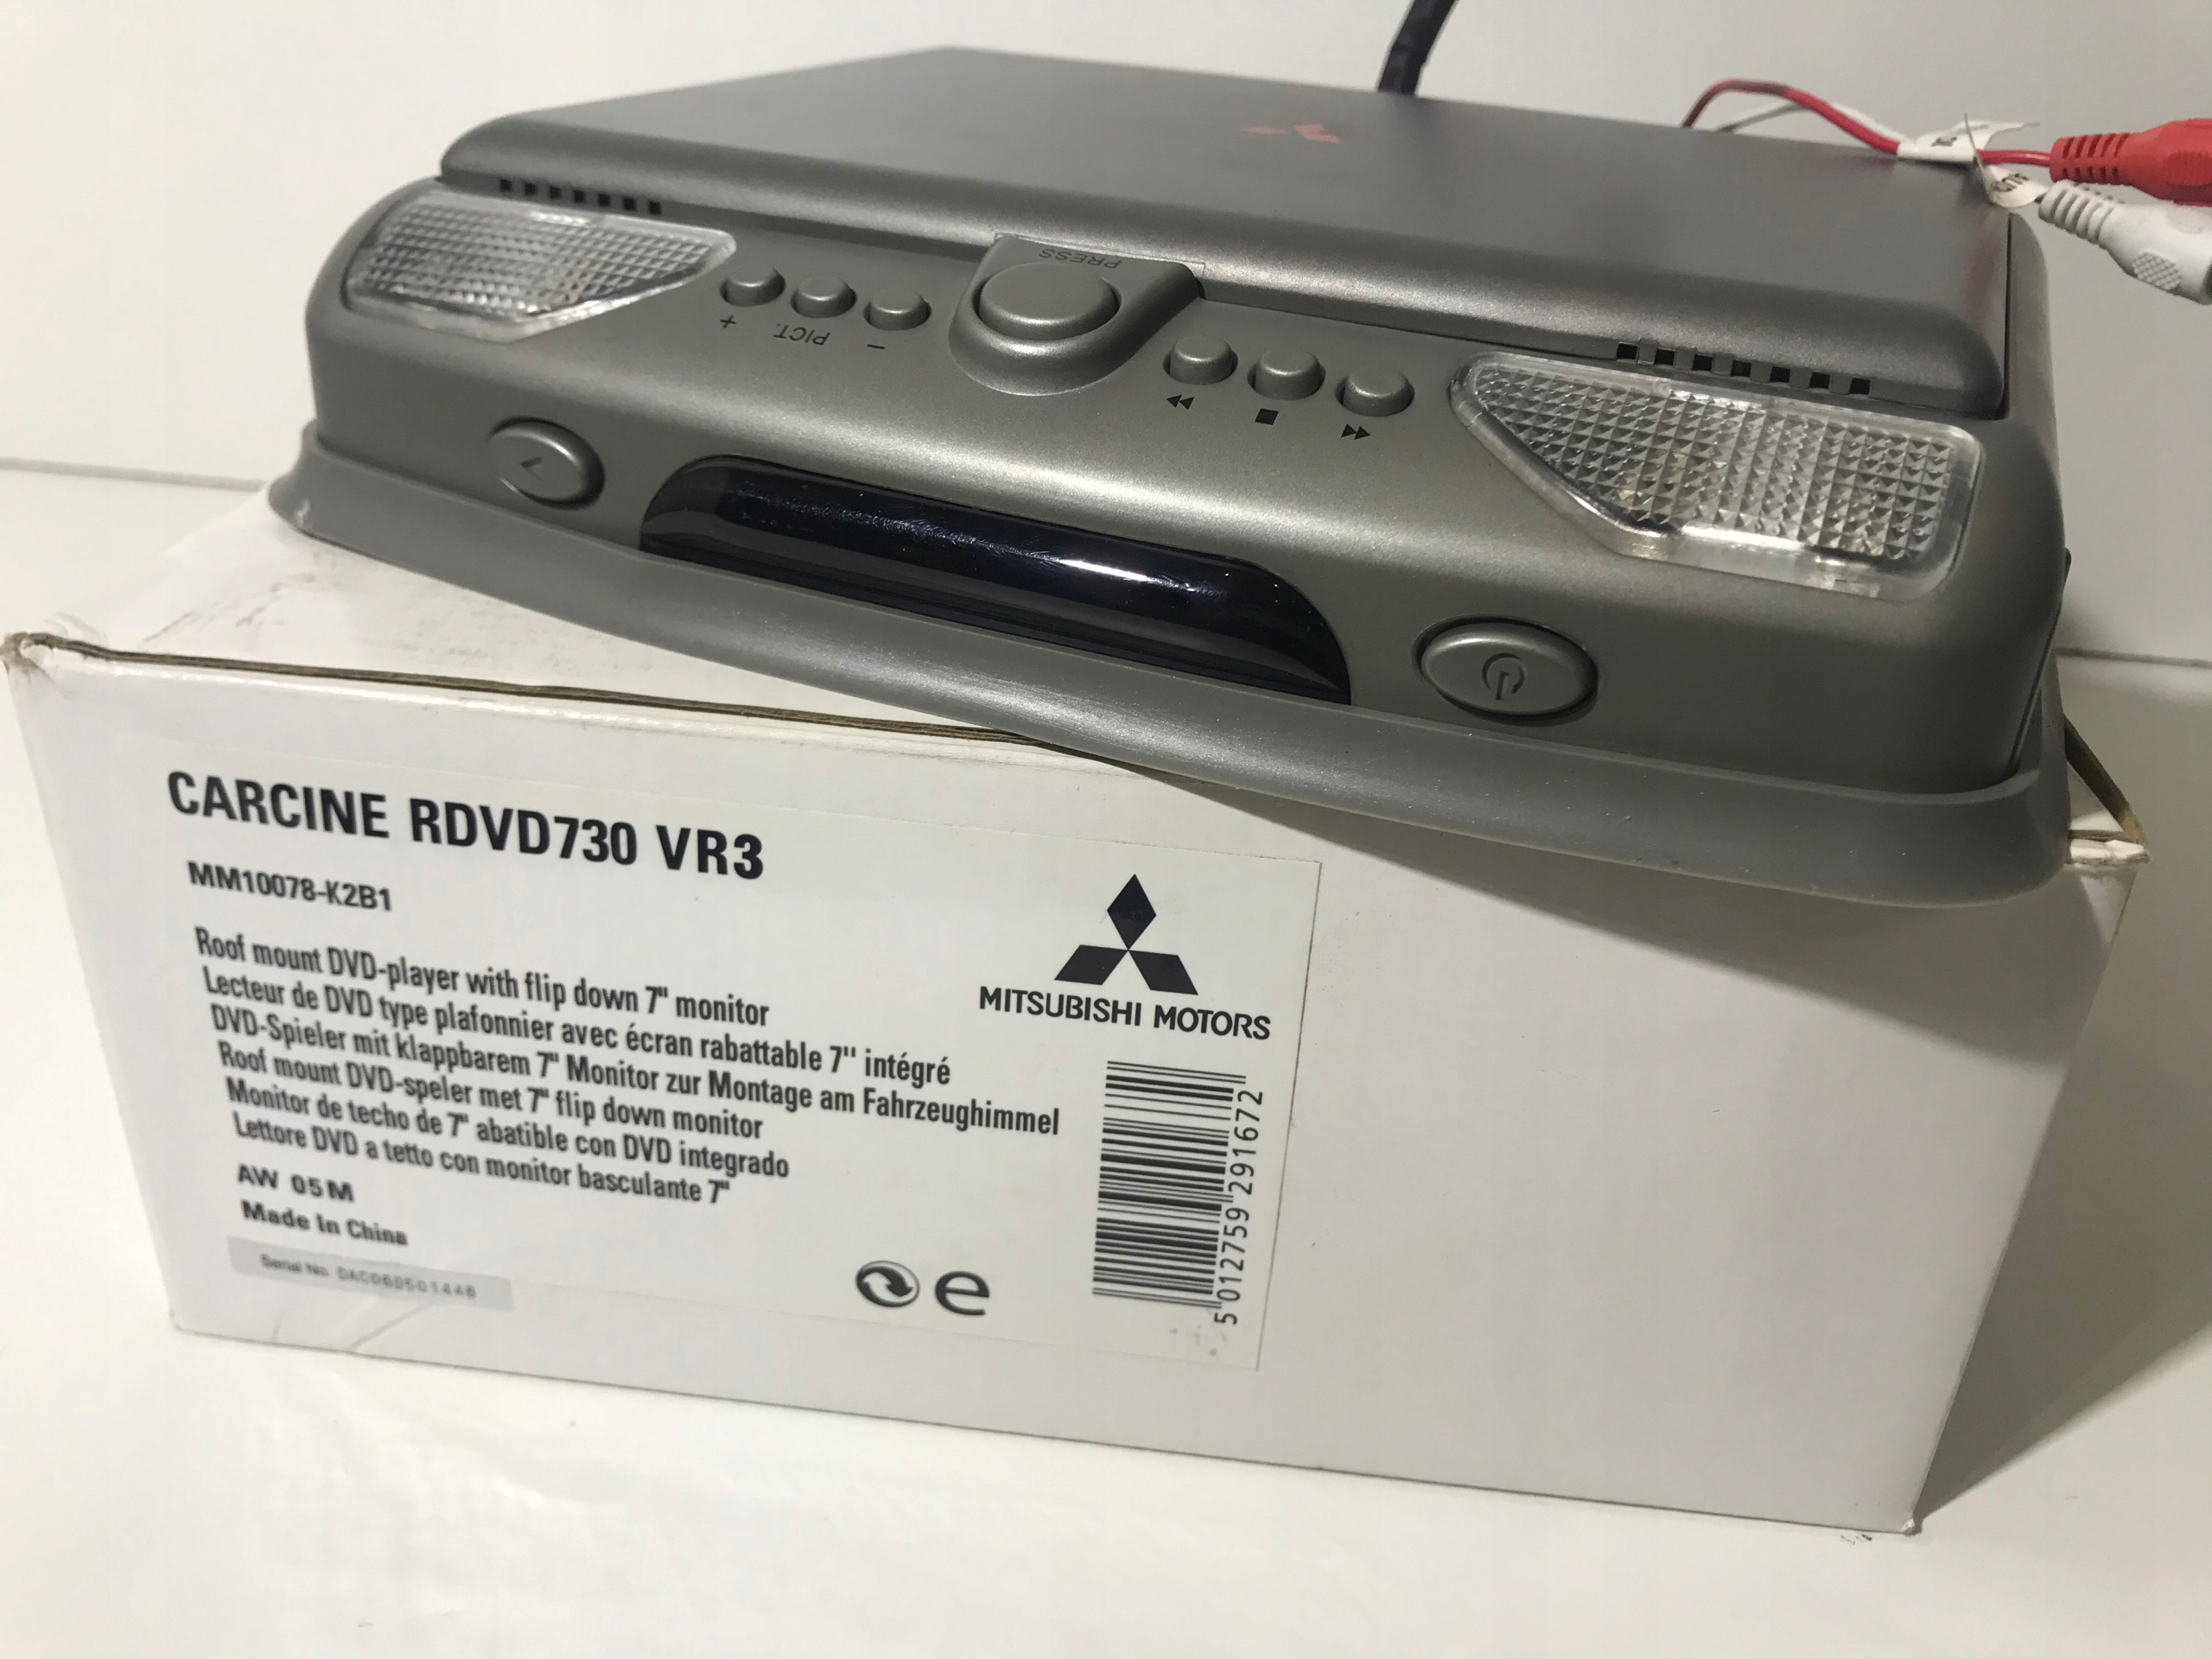 PRESS
+ PICT. -
CARCINE RDVD730 VR3
MM10078-K2B1
MITSUBISHI MOTORS
Roof mount DVD-player with flip down 7" monitor
Lecteur de DVD type plafonnier avec écran rabattable 7'' intégré
DVD-Spieler mit klappbarem 7" Monitor zur Montage am Fahrzeughimmel
Roof mount DVD-speler met 7" flip down monitor
Monitor de techo de 7" abatible con DVD integrado
Lettore DVD a tetto con monitor basculante 7"
AW 05M
Made In China
Serial No.
e
5 012759 291672